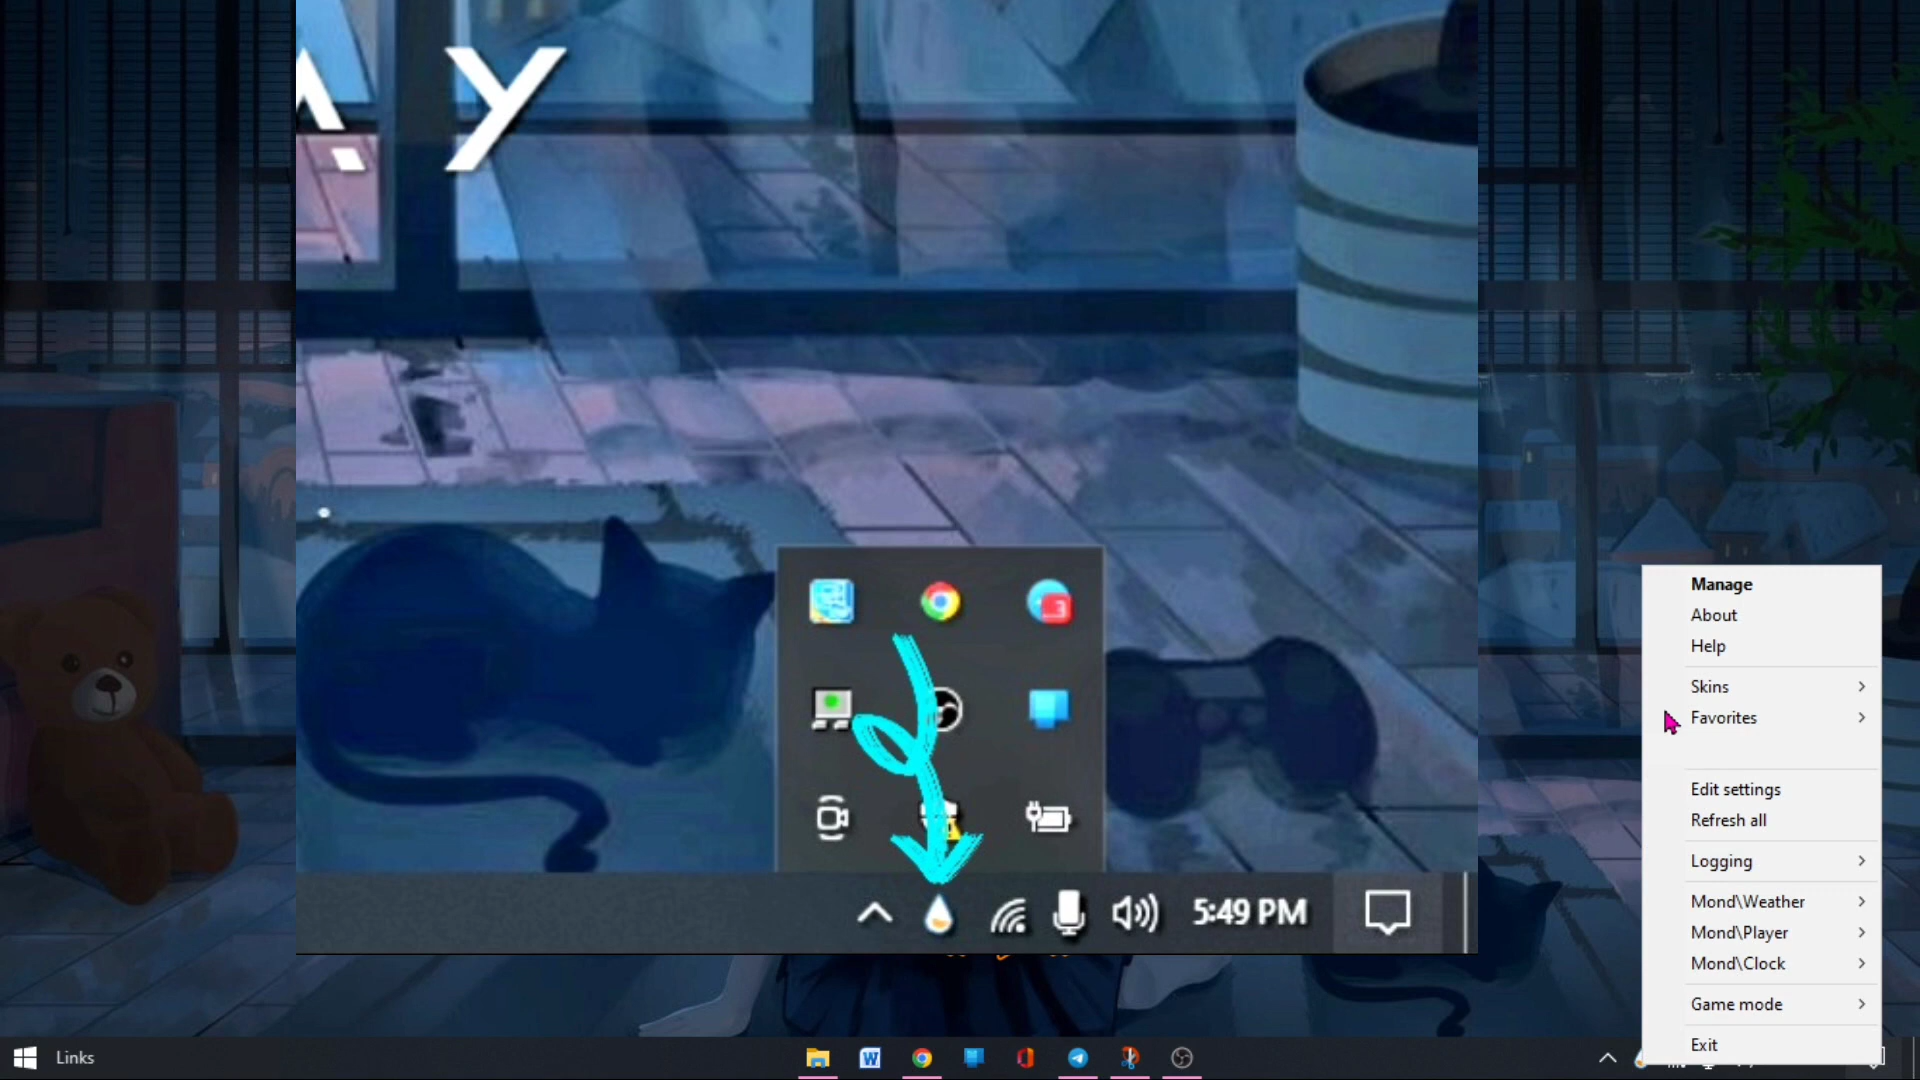 A Y
3
5:49 PM
Manage
About
Help
Skins
Favorites
Edit settings
Refresh all
Logging
Mond\Weather
Mond\Player
Mond\Clock
Game mode
Exit
Links